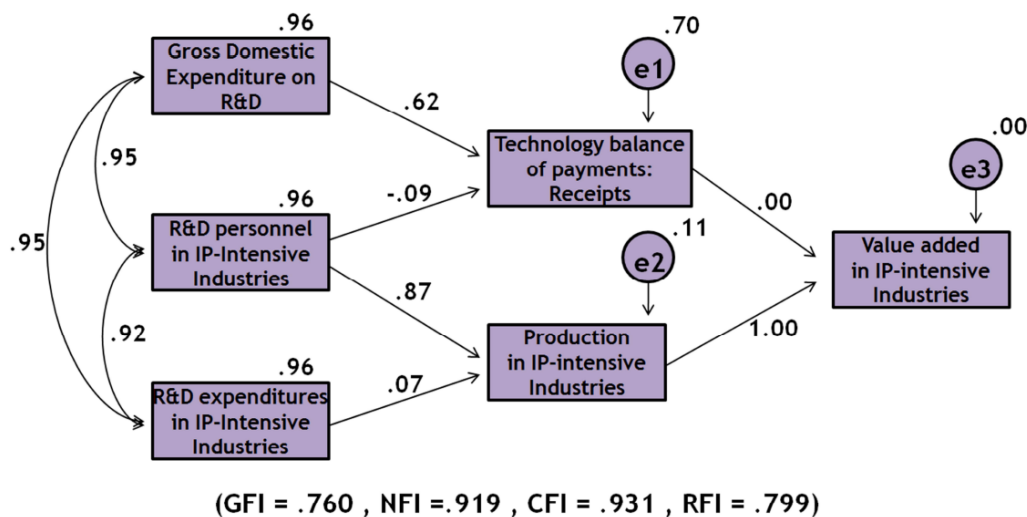 .96
Gross Domestic
Expenditure on
R&D
.70
e1
.62
Technology balance
of payments:
Receipts
.00
e3
.95
.96
-.09
.00
R&D personnel
in IP-Intensive
Industries
.95
.11
e2
Value added
in IP-intensive
Industries
.87
1.00
.92
Production
in IP-intensive
Industries
.96
.07
R&D expenditures
in IP-Intensive
Industries
(GFI = .760 , NFI =.919 , CFI = .931 , RFI = .799)